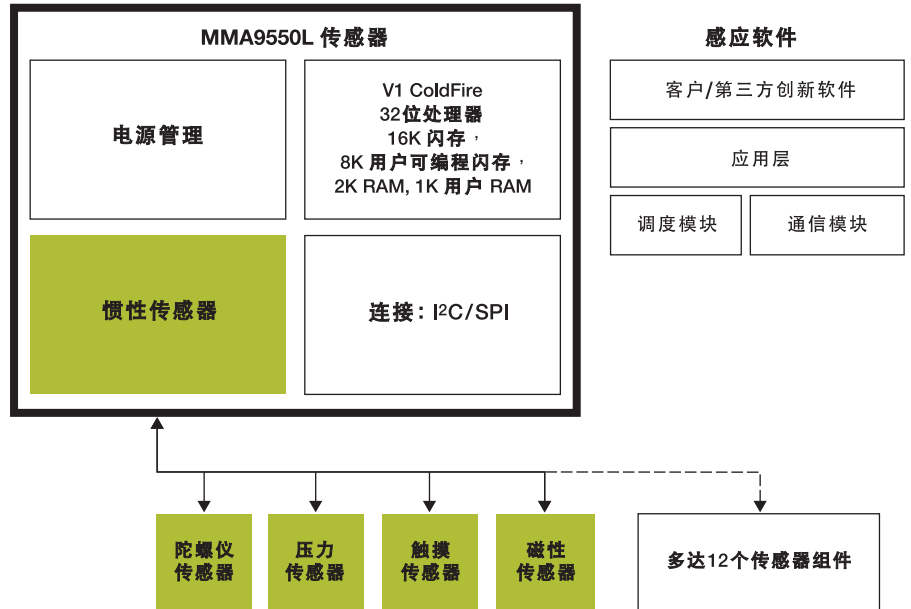 MMA9550L 传感器
电源管理
V1 ColdFire
32位处理器
16K 闪存，
8K 用户可编程闪存，
2K RAM, 1K 用户 RAM
惯性传感器
连接：I²C/SPI
感应软件
客户/第三方创新软件
应用层
调度模块
通信模块
陀螺仪
传感器
压力
传感器
触摸
传感器
磁性
传感器
多达12个传感器组件